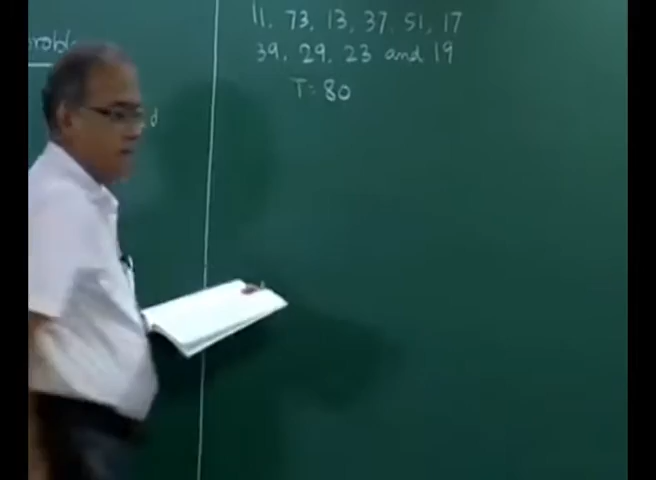 11, 73, 13, 37, 51, 17
39, 29, 23 and 19
T = 80